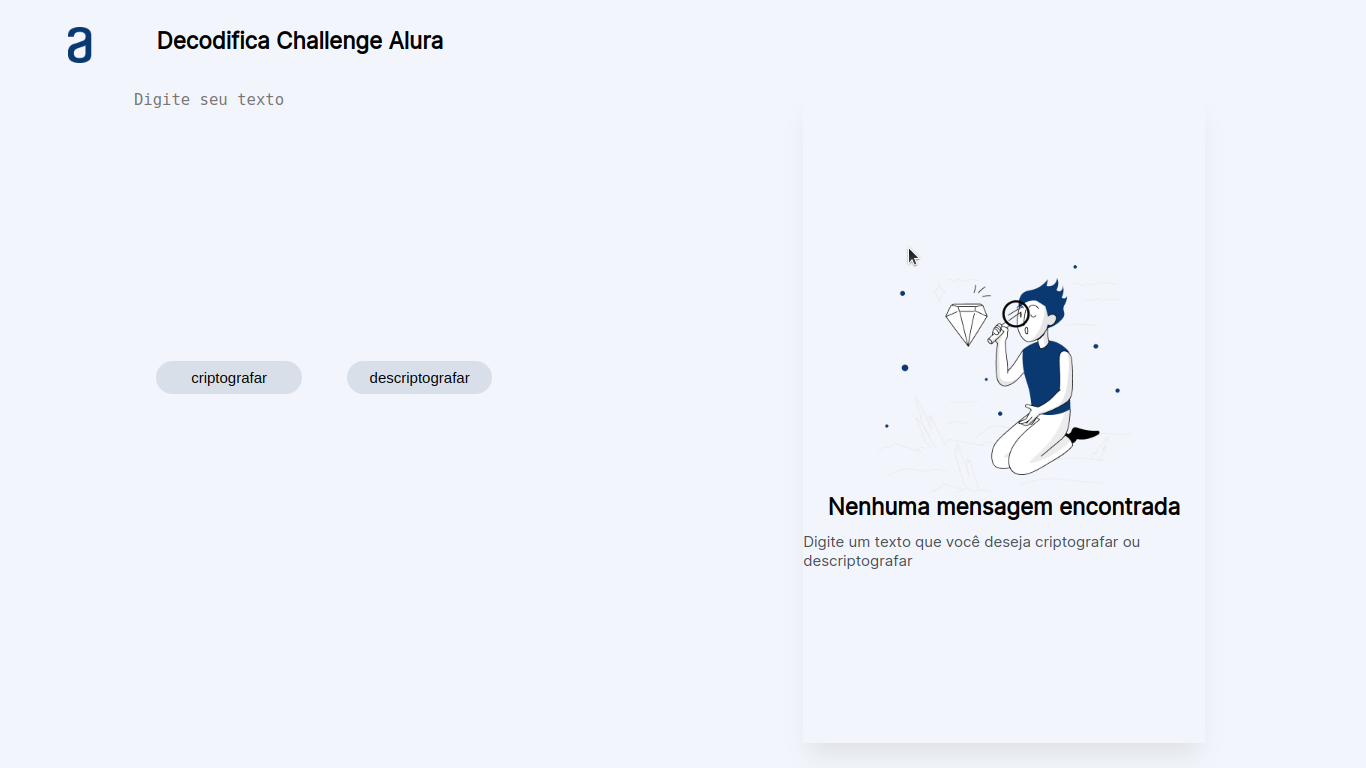 a
Decodifica Challenge Alura
Digite seu texto
criptografar
descriptografar
Nenhuma mensagem encontrada
Digite um texto que você deseja criptografar ou
descriptografar